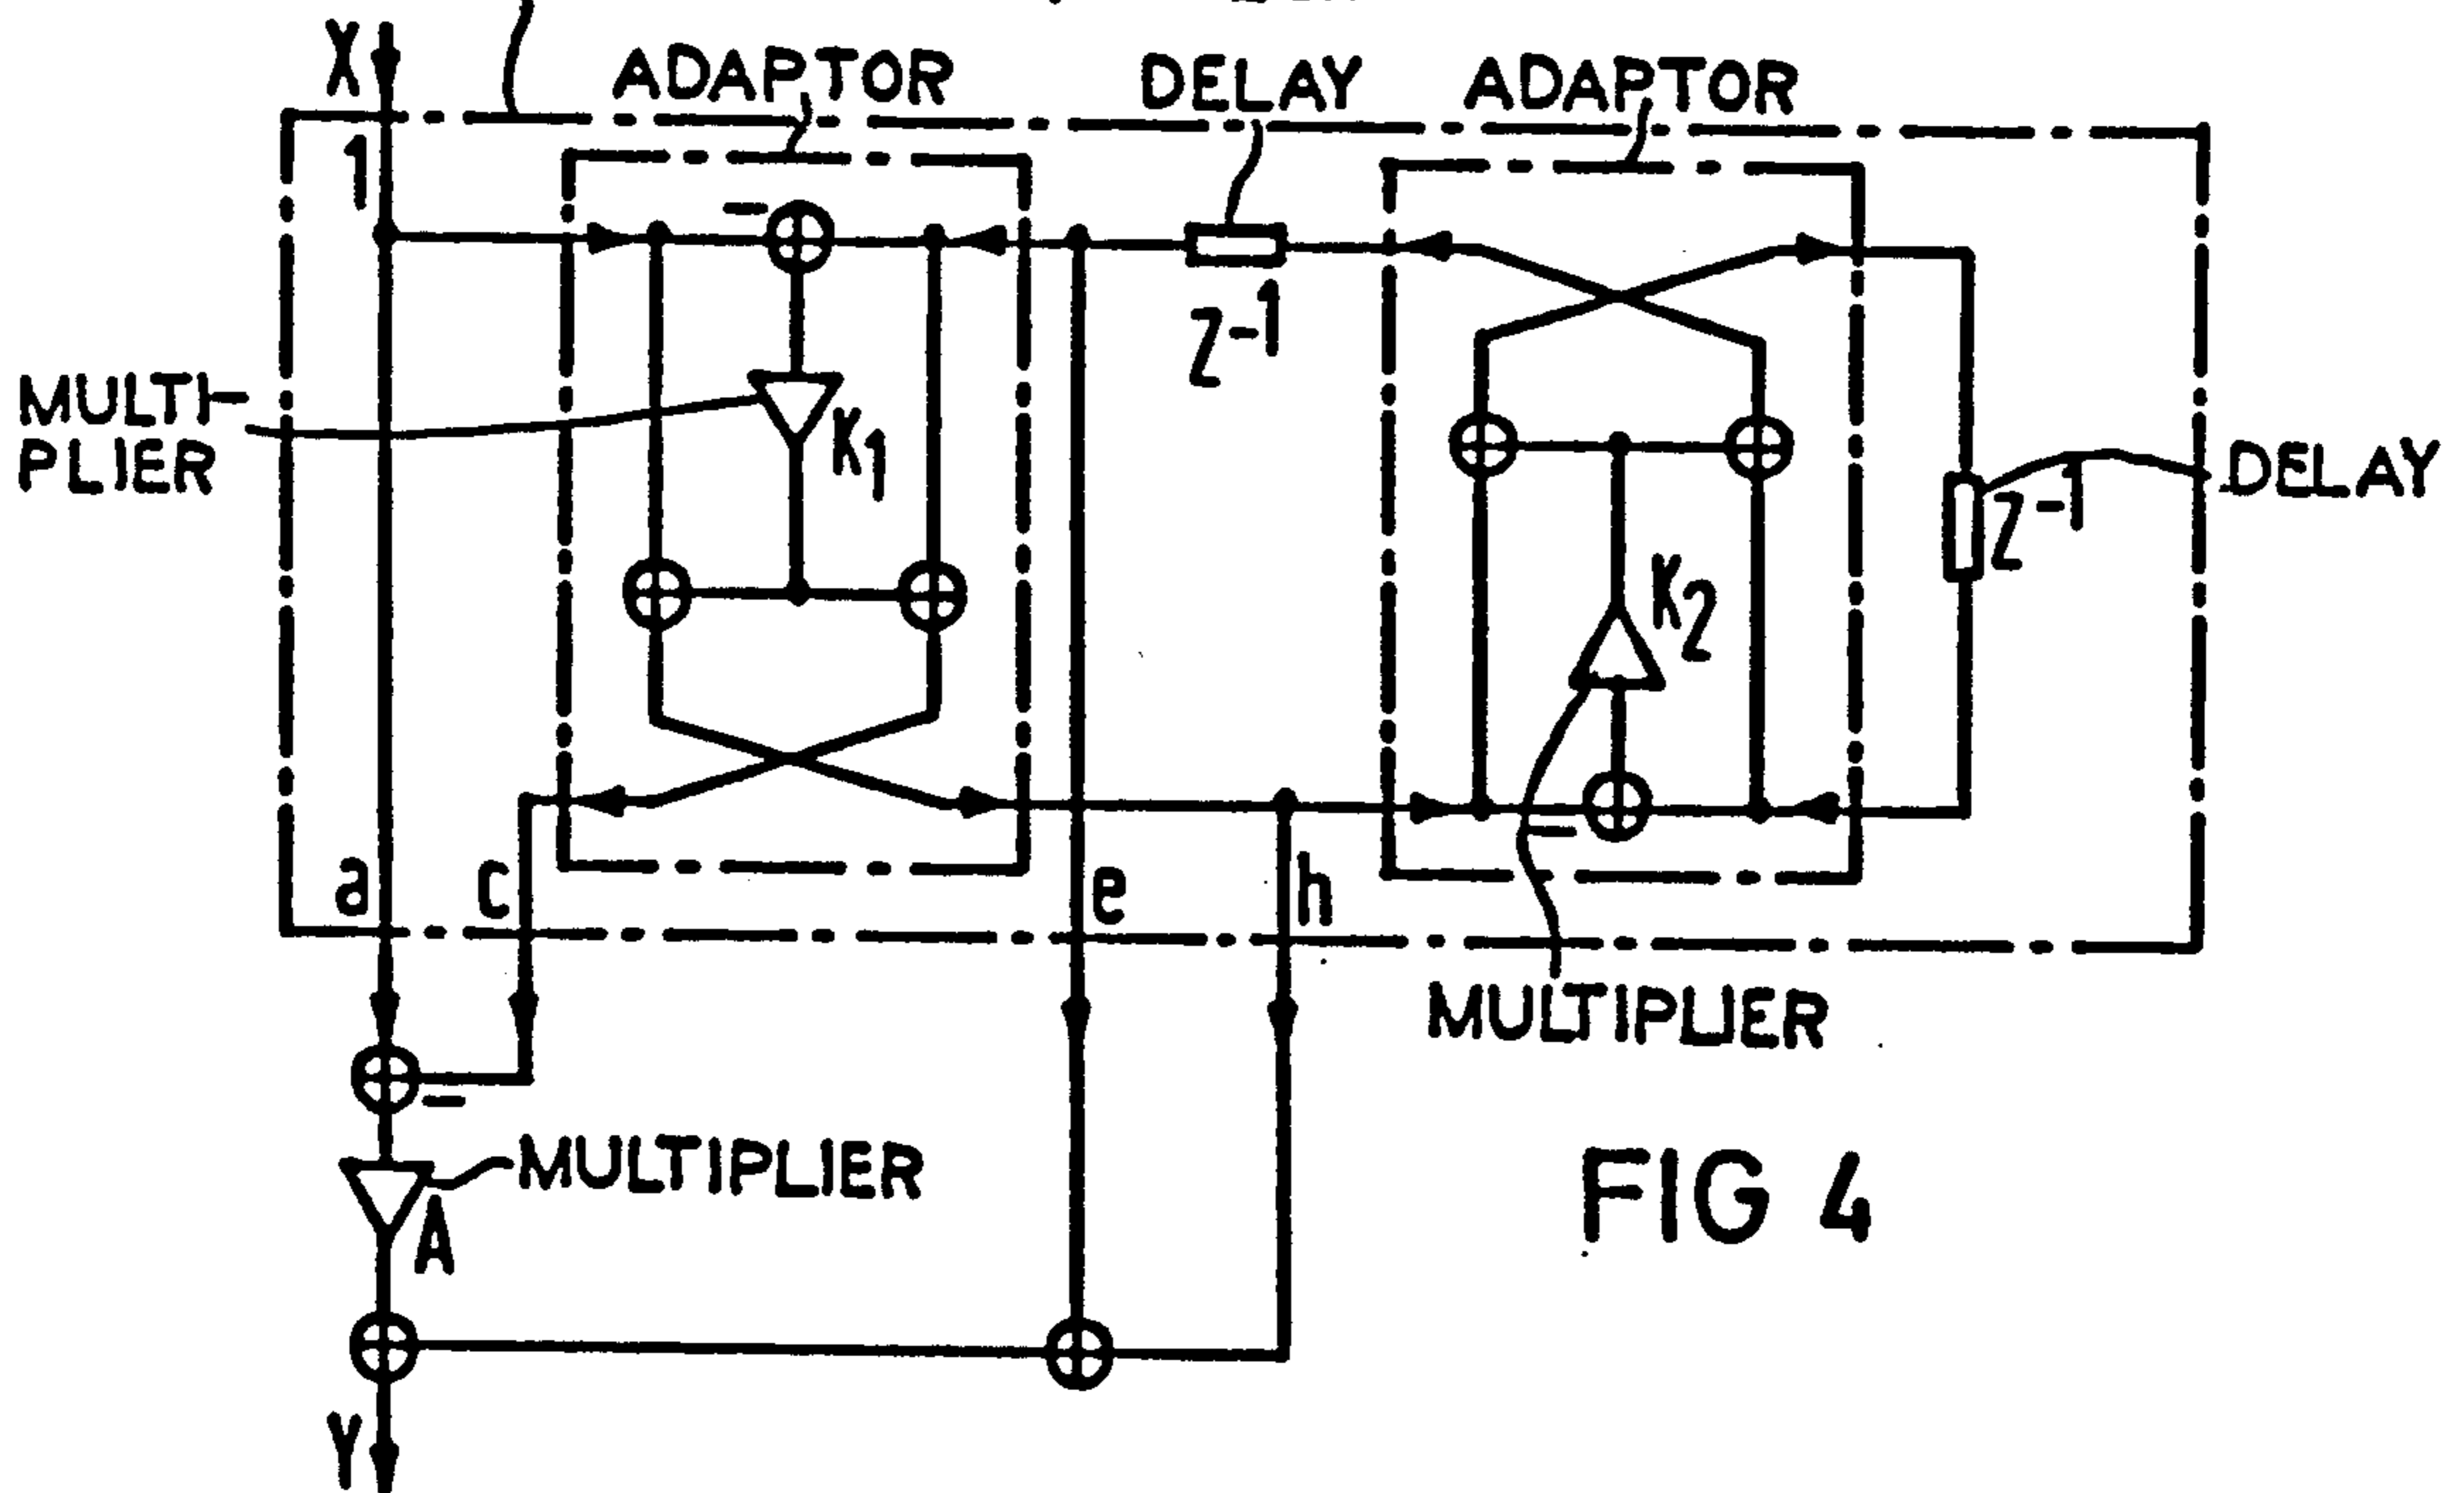 X
ADAPTOR
DELAY
ADAPTOR
1
–
Z-1
MULTI-
PLIER
K1
DELAY
Z-1
K2
–
a
c
e
h
MULTIPLIER
–
MULTIPLIER
A
FIG 4
Y